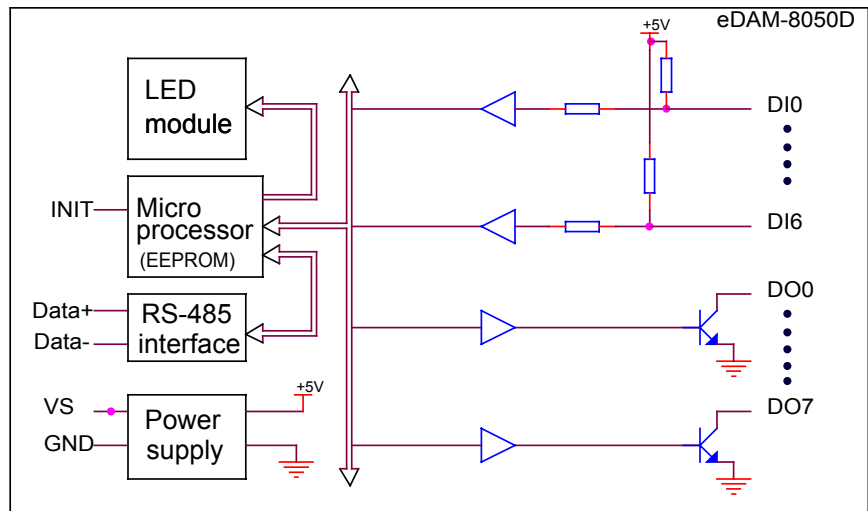 eDAM-8050D
+5V
LED
module
DI0
INIT
Micro
processor
(EEPROM)
DI6
Data+
Data-
RS-485
interface
DO0
VS
GND
Power
supply
+5V
DO7